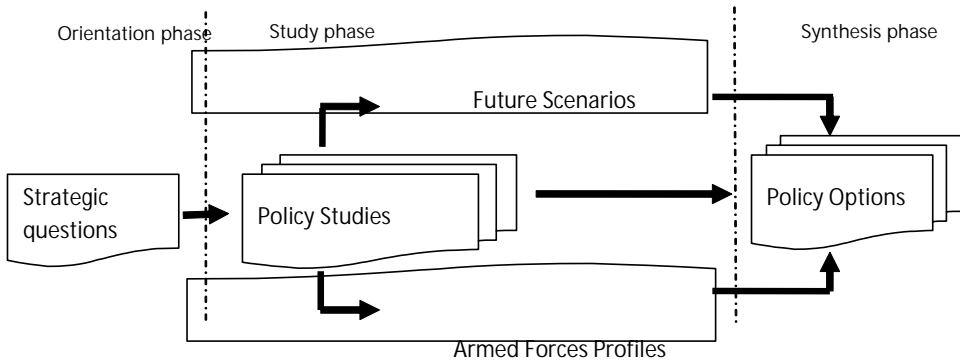 Orientation phase
Study phase
Synthesis phase
Future Scenarios
Strategic
questions
Policy Studies
Policy Options
Armed Forces Profiles